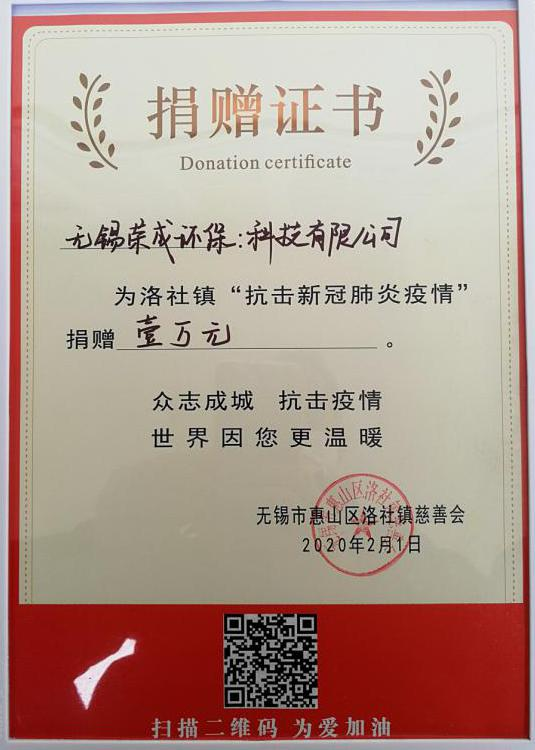 捐赠证书
Donation certificate
无锡荣成环保:科技有限公司
为洛社镇“抗击新冠肺炎疫情”
捐赠 壹万元 。
众志成城 抗击疫情
世界因您更温暖
无锡市惠山区洛社镇慈善会
2020年2月1日
扫描二维码 为爱加油